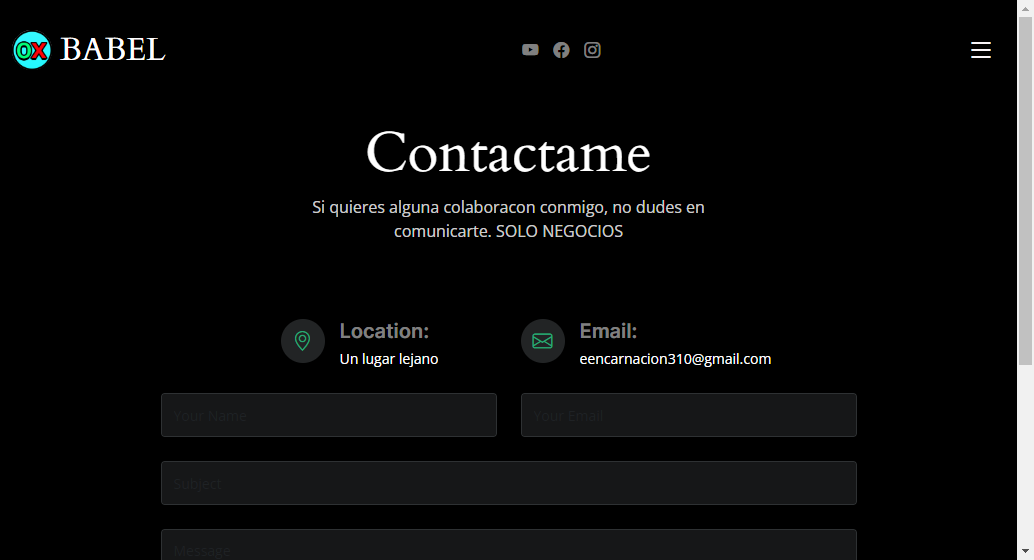 OX BABEL
Contactame
Si quieres alguna colaboracon conmigo, no dudes en
comunicarte. SOLO NEGOCIOS
Location:
Un lugar lejano
Email:
eencarnacion310@gmail.com
Your Name
Your Email
Subject
Message